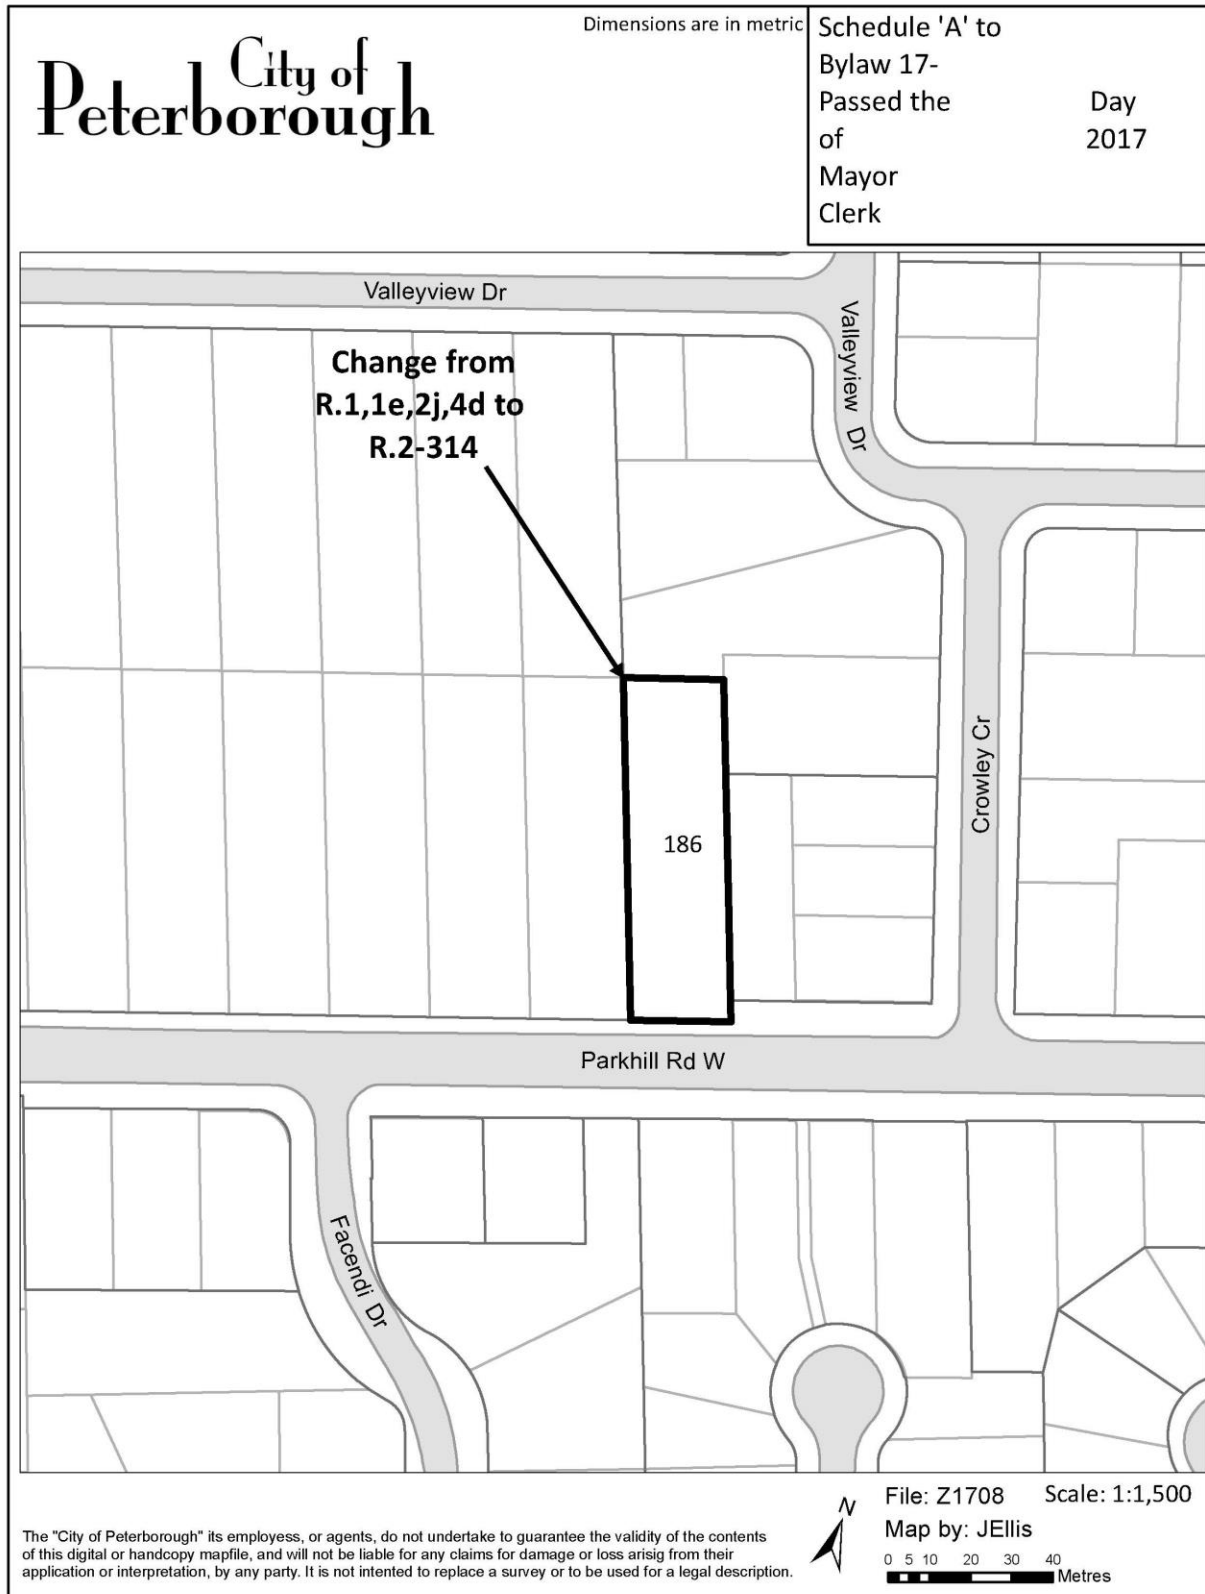 City of
Peterborough
Dimensions are in metric
Schedule 'A' to
Bylaw 17-
Passed the Day
of 2017
Mayor
Clerk
Valleyview Dr
Valleyview Dr
Change from
R.1,1e,2j,4d to
R.2-314
Crowley Cr
186
Parkhill Rd W
Facendi Dr
The "City of Peterborough" its employess, or agents, do not undertake to guarantee the validity of the contents
of this digital or handcopy mapfile, and will not be liable for any claims for damage or loss arisig from their
application or interpretation, by any party. It is not intended to replace a survey or to be used for a legal description.
N
File: Z1708 Scale: 1:1,500
Map by: JEllis
0 5 10 20 30 40
Metres